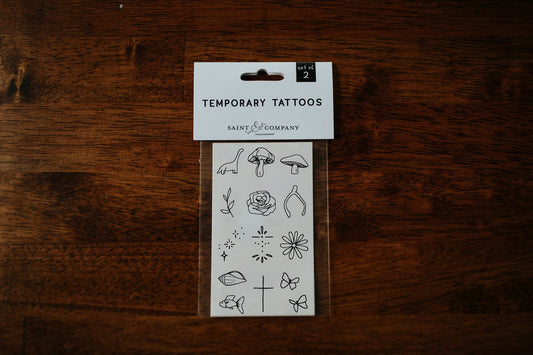 set of
2
TEMPORARY TATTOOS
SAINT & COMPANY